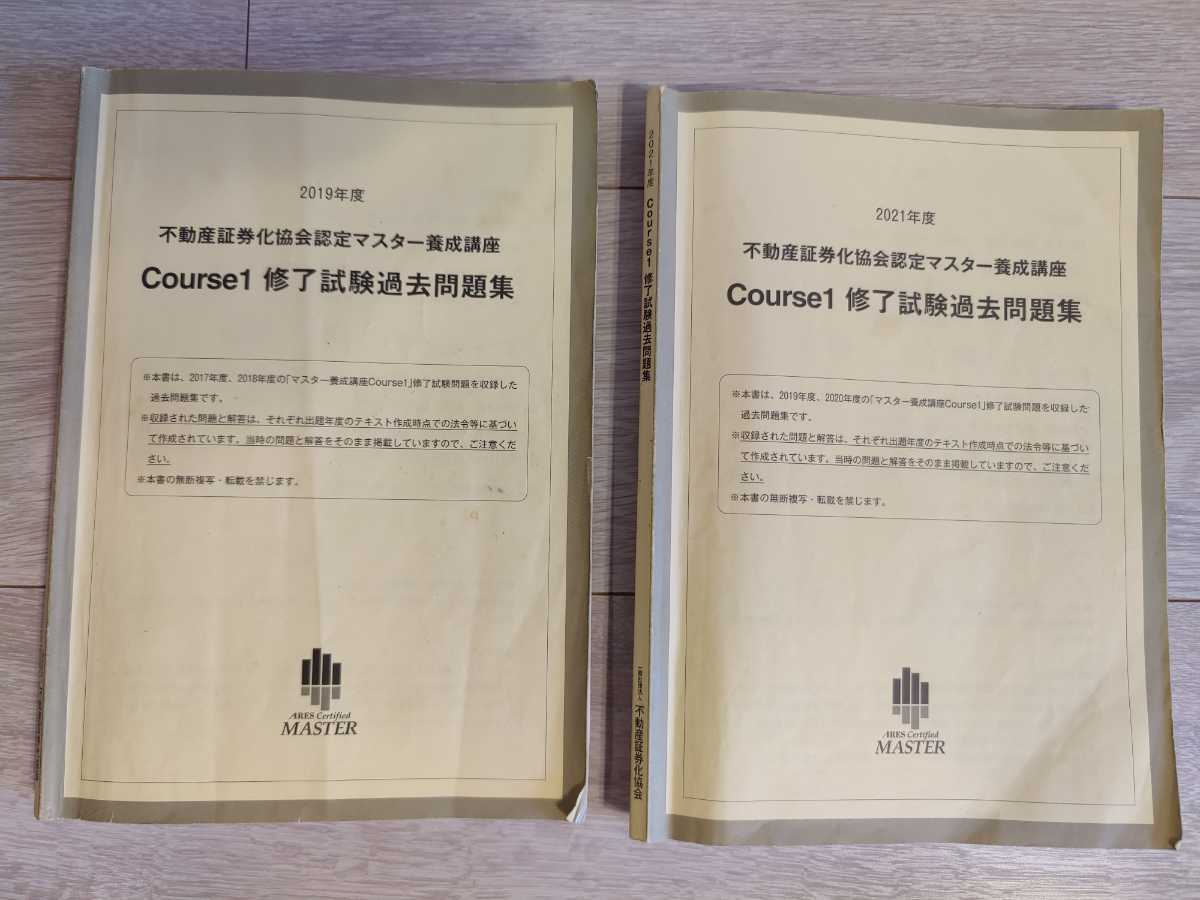 2019年度
不動産証券化協会認定マスター養成講座
Course1 修了試験過去問題集
※本書は、2017年度、2018年度の「マスター養成講座Course1」修了試験問題を収録した
過去問題集です。
※収録された問題と解答は、それぞれ出題年度のテキスト作成時点での法令等に基づい
て作成されています。当時の問題と解答をそのまま掲載していますので、ご注意くだ
さい。
※本書の無断複写・転載を禁じます。
ARES Certified
MASTER
2021年度 Course1 修了試験過去問題集
一般社団法人 不動産証券化協会
2021年度
不動産証券化協会認定マスター養成講座
Course1 修了試験過去問題集
※本書は、2019年度、2020年度の「マスター養成講座Course1」修了試験問題を収録した
過去問題集です。
※収録された問題と解答は、それぞれ出題年度のテキスト作成時点での法令等に基づい
て作成されています。当時の問題と解答をそのまま掲載していますので、ご注意くだ
さい。
※本書の無断複写・転載を禁じます。
ARES Certified
MASTER